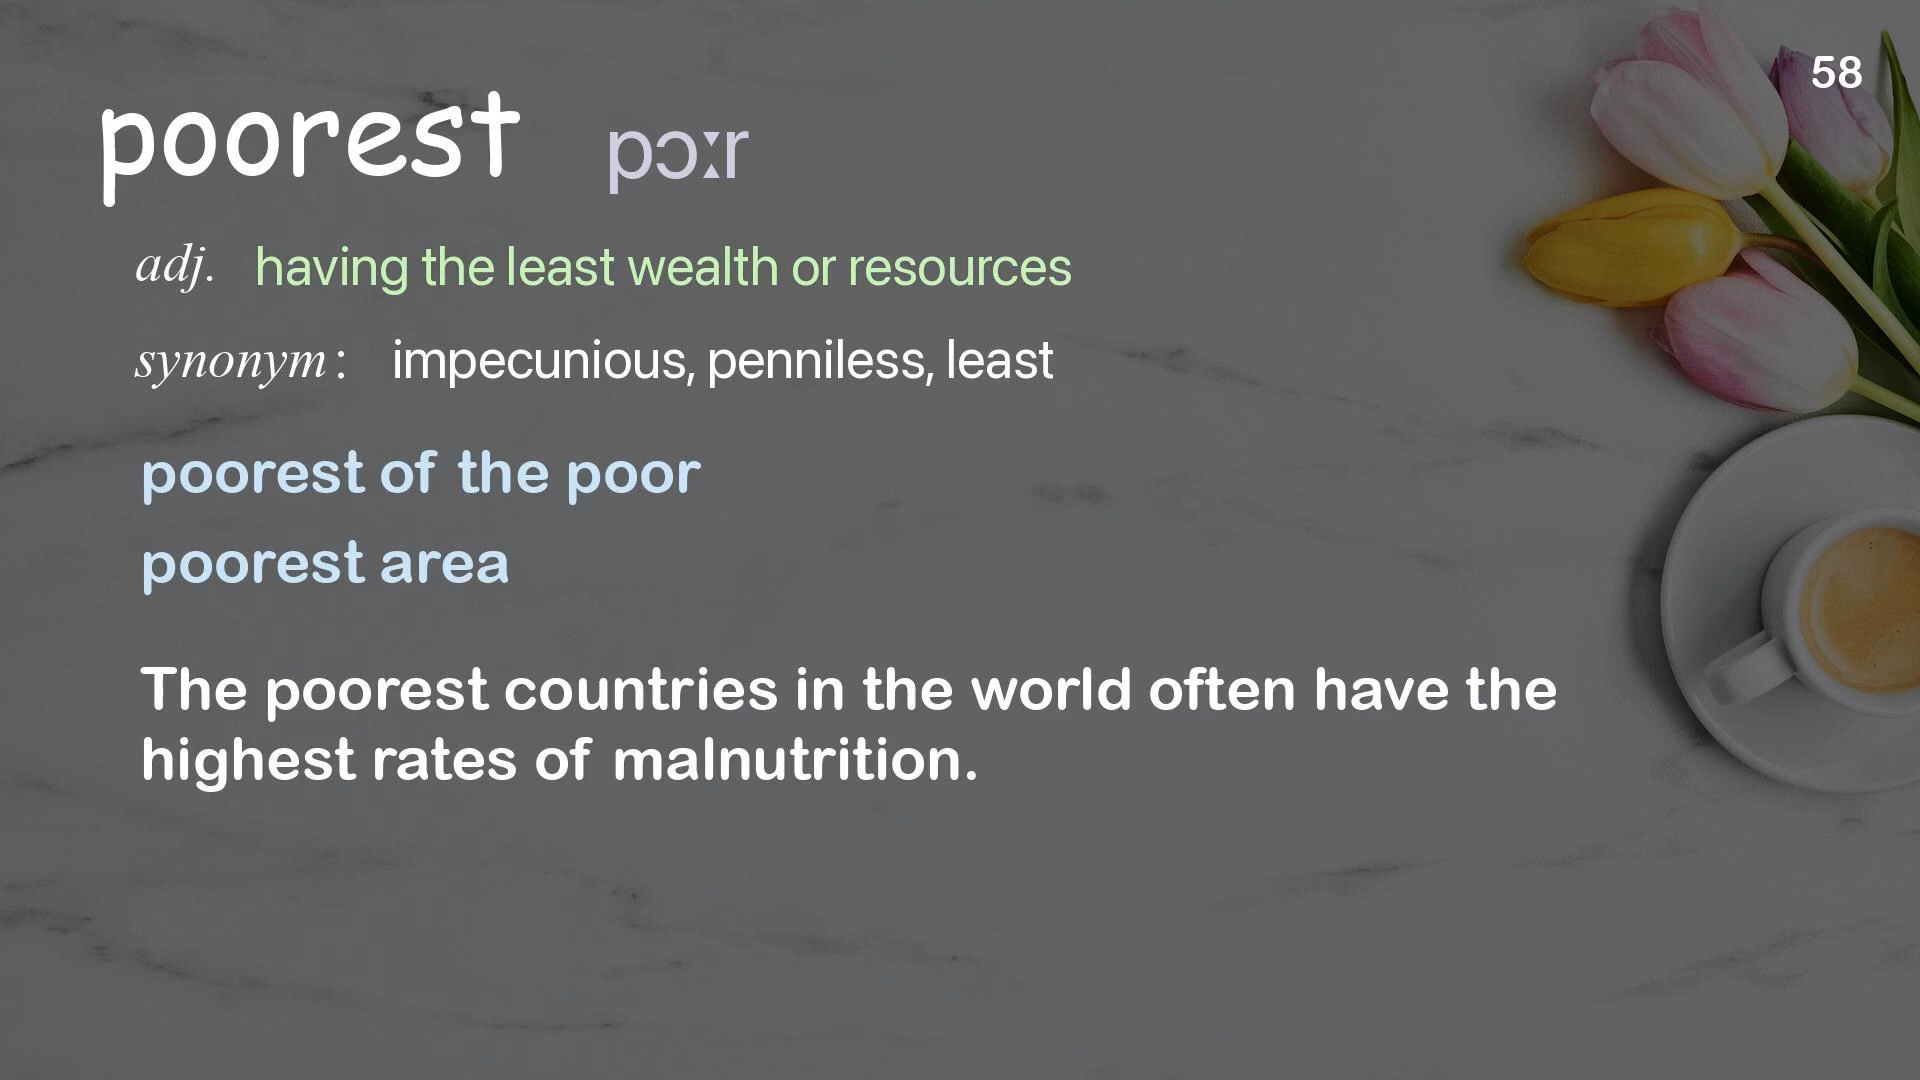 58
poorest pɔːr
adj. having the least wealth or resources
synonym: impecunious, penniless, least
poorest of the poor
poorest area
The poorest countries in the world often have the
highest rates of malnutrition.